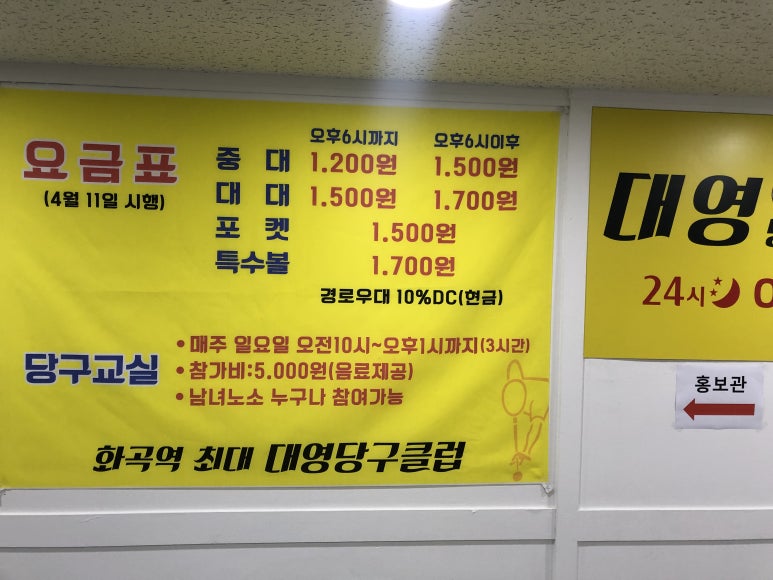 요금표
(4월 11일 시행)
오후6시까지 오후6시이후
중 대 1.200원 1.500원
대 대 1.500원 1.700원
포 켓 1.500원
특수볼 1.700원
경로우대 10%DC(현금)
당구교실
• 매주 일요일 오전10시~오후1시까지(3시간)
• 참가비:5.000원(음료제공)
• 남녀노소 누구나 참여가능
화곡역 최대 대영당구클럽
대영
24시
홍보관